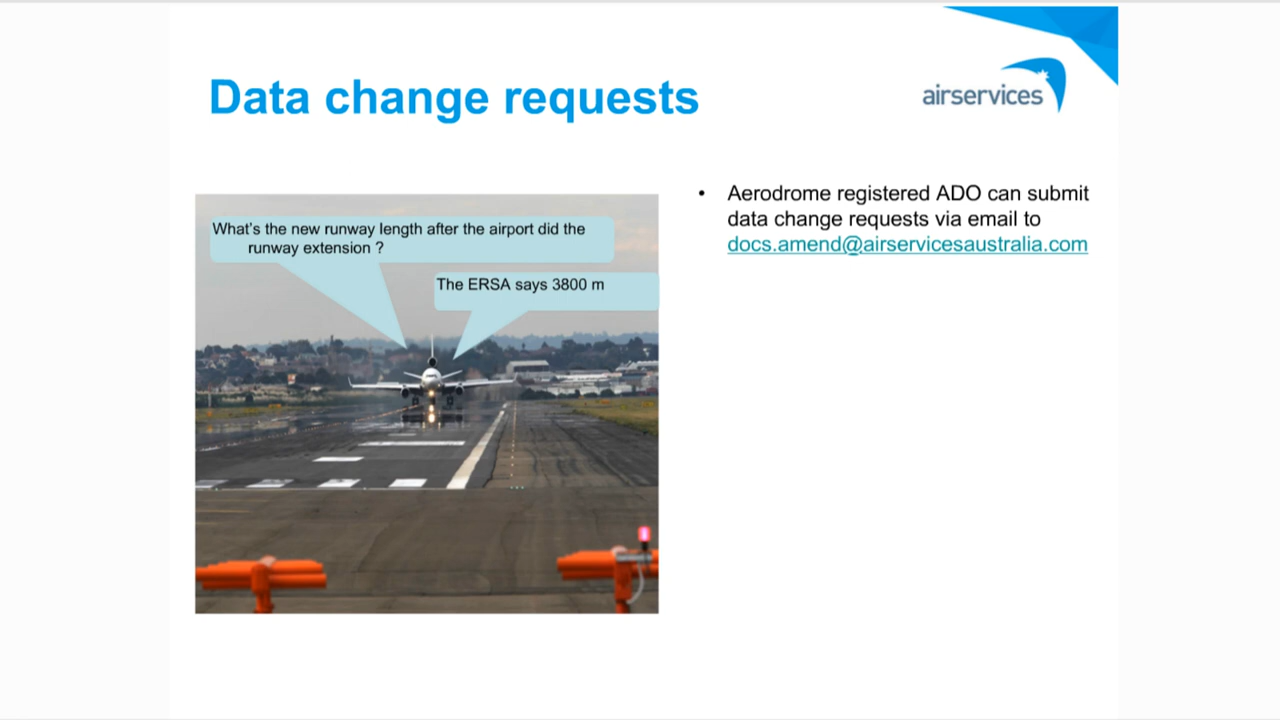 Data change requests
airservices
What's the new runway length after the airport did the
runway extension ?
The ERSA says 3800 m
• Aerodrome registered ADO can submit
data change requests via email to
docs.amend@airservicesaustralia.com